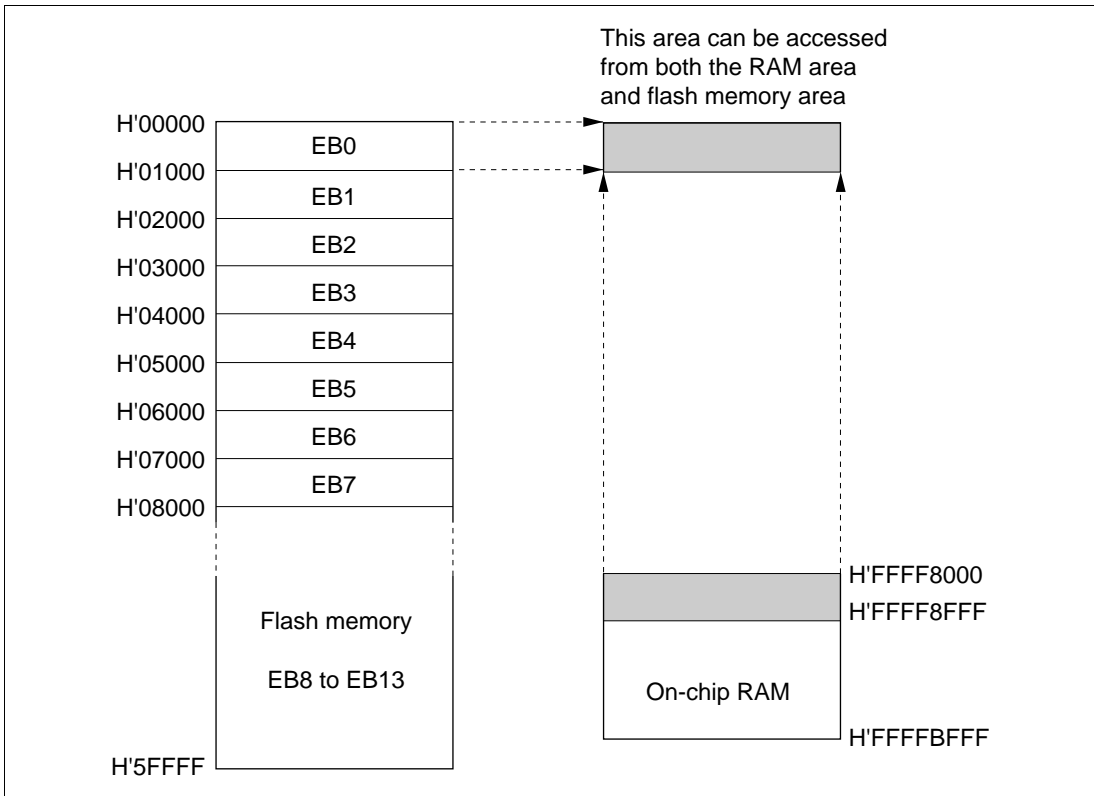 This area can be accessed
from both the RAM area
and flash memory area
H'00000
EB0
H'01000
EB1
H'02000
EB2
H'03000
EB3
H'04000
EB4
H'05000
EB5
H'06000
EB6
H'07000
EB7
H'08000
H'FFFF8000
H'FFFF8FFF
Flash memory
EB8 to EB13
On-chip RAM
H'FFFFBFFF
H'5FFFF